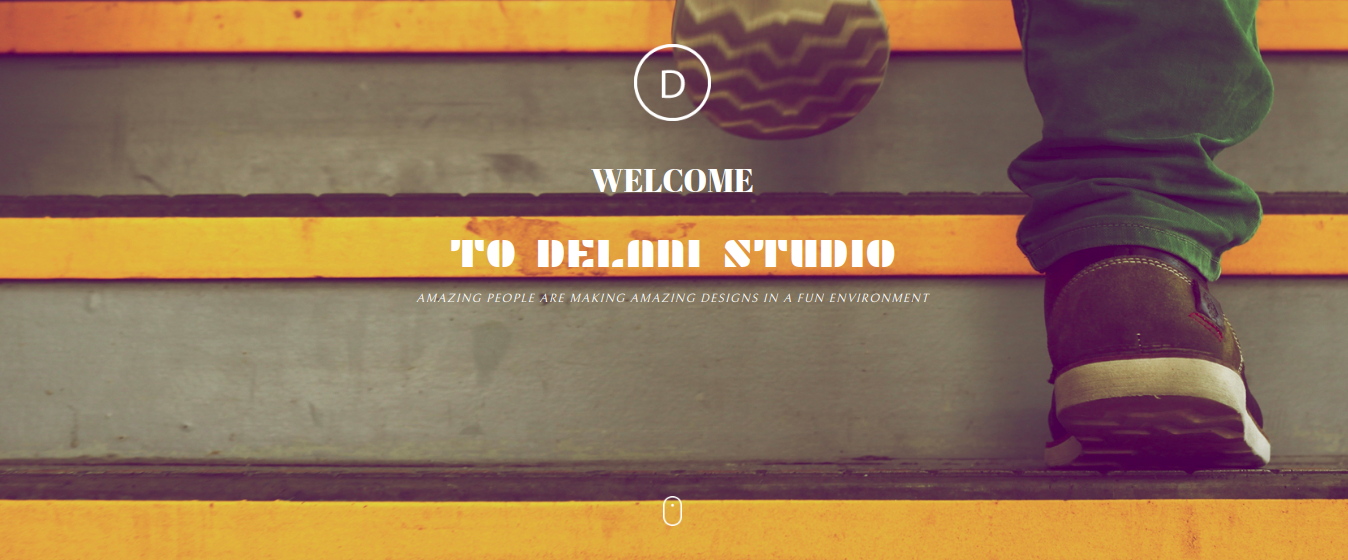 D
WELCOME
TO DELANI STUDIO
AMAZING PEOPLE ARE MAKING AMAZING DESIGNS IN A FUN ENVIRONMENT